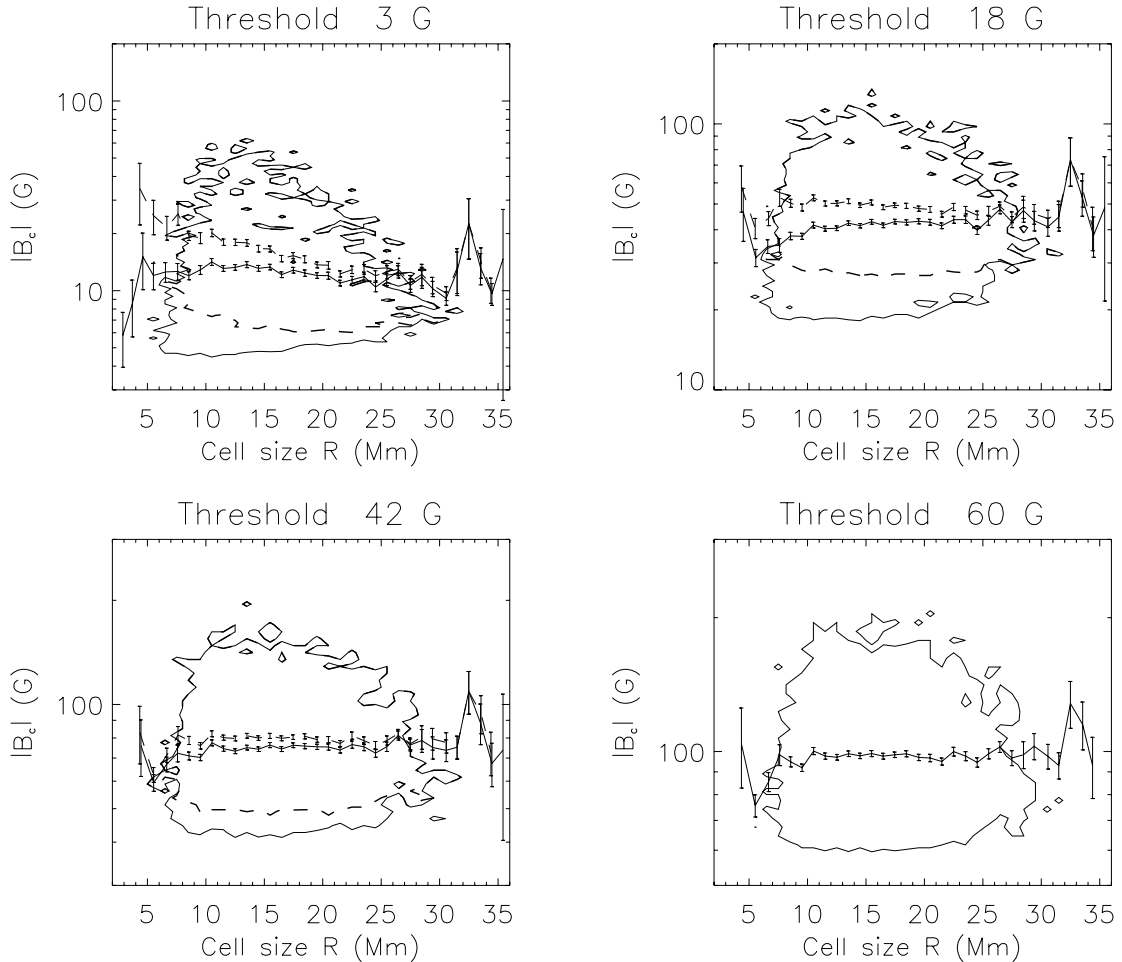 Threshold 3 G
100
10
|B_c| (G)
5 10 15 20 25 30 35
Cell size R (Mm)
Threshold 18 G
100
10
|B_c| (G)
5 10 15 20 25 30 35
Cell size R (Mm)
Threshold 42 G
100
|B_c| (G)
5 10 15 20 25 30 35
Cell size R (Mm)
Threshold 60 G
100
|B_c| (G)
5 10 15 20 25 30 35
Cell size R (Mm)